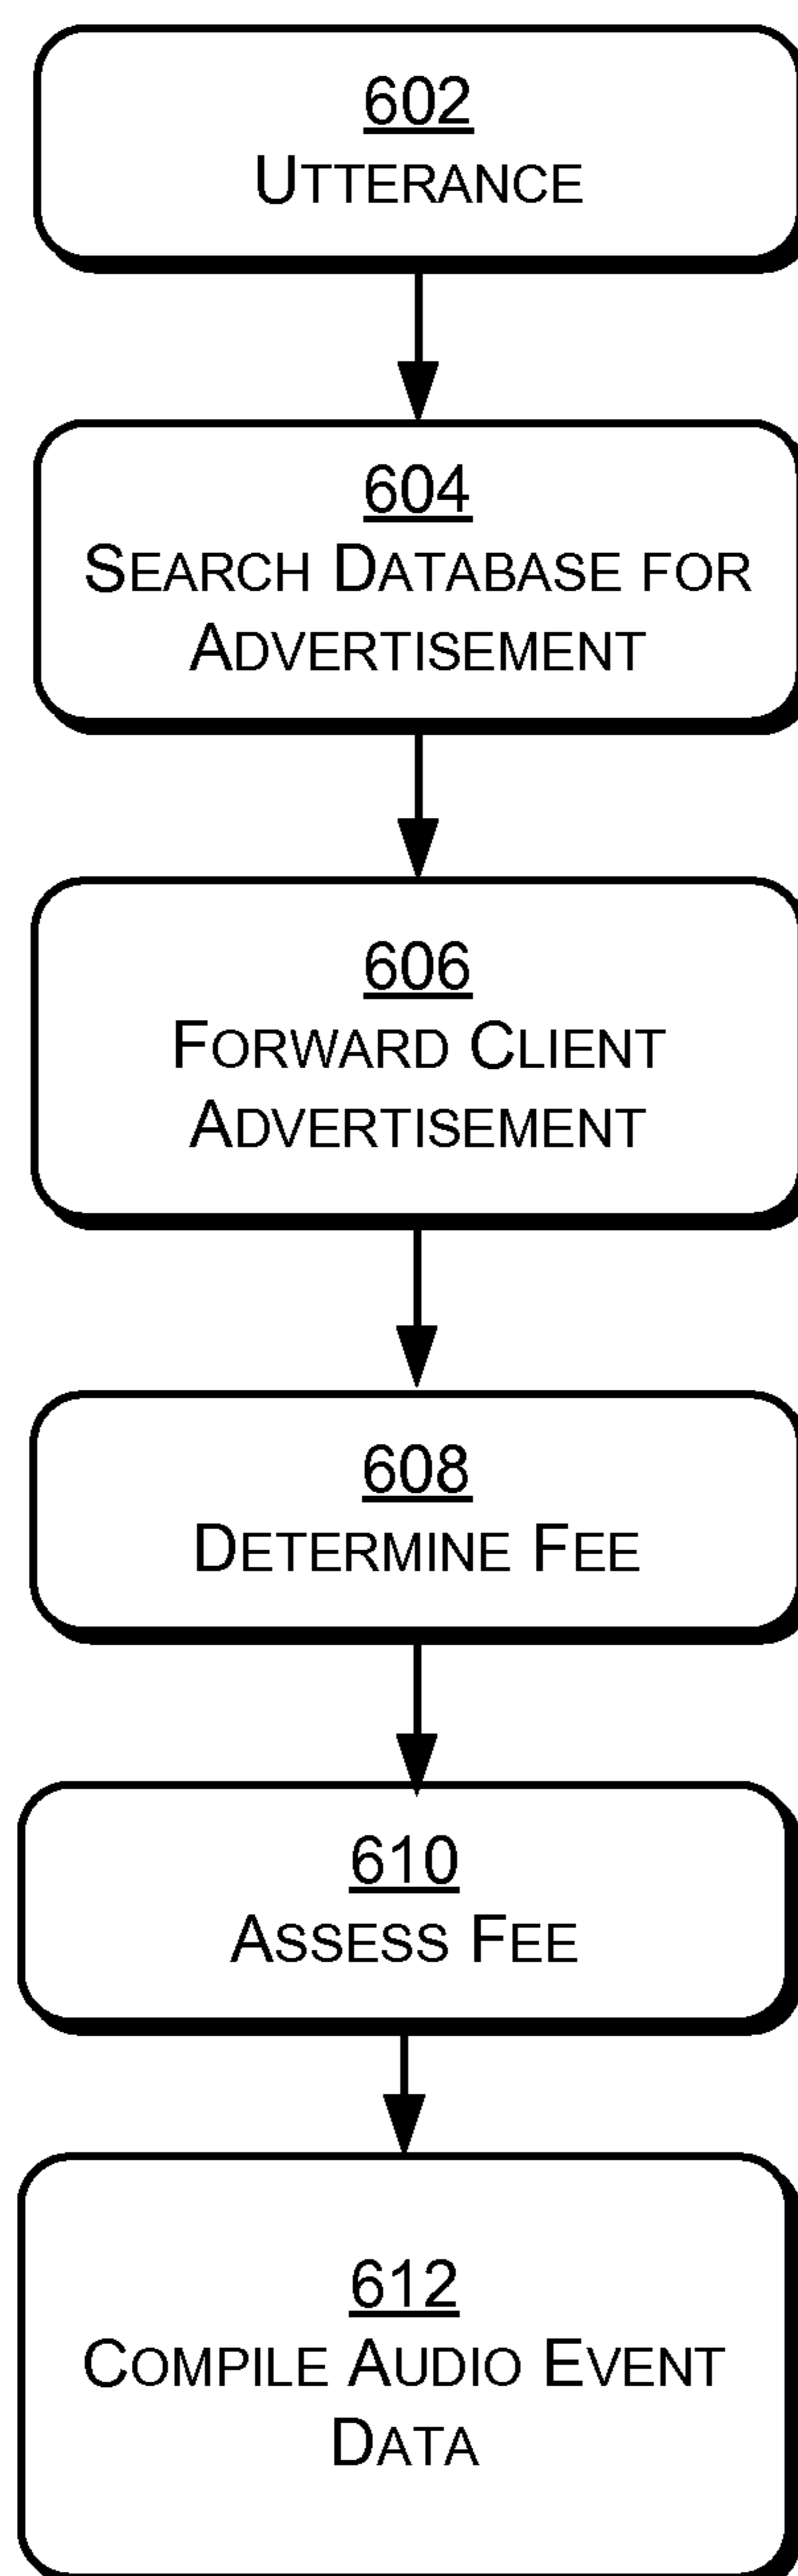 602
UTTERANCE
604
SEARCH DATABASE FOR
ADVERTISEMENT
606
FORWARD CLIENT
ADVERTISEMENT
608
DETERMINE FEE
610
ASSESS FEE
612
COMPILE AUDIO EVENT
DATA